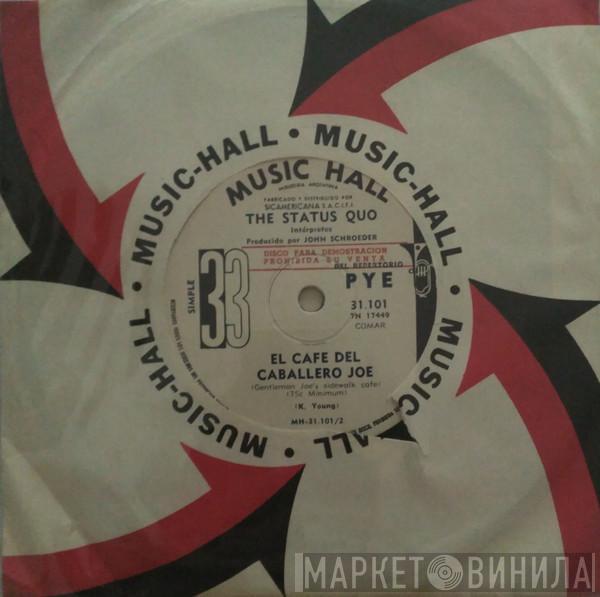 MUSIC-HALL • MUSIC-HALL • MUSIC-HALL • MUSIC-HALL •
MUSIC HALL
INDUSTRIA ARGENTINA
FABRICADO Y DISTRIBUIDO POR
SICAMERICANA S.A.C.I.F.I.
THE STATUS QUO
Intérpretes
Producido por JOHN SCHROEDER
DISCO PARA DEMOSTRACION
PROHIBIDA SU VENTA
DEL REPERTORIO
PYE
SIMPLE
33
31.101
7N 17449
COMAR
EL CAFE DEL
CABALLERO JOE
(Gentleman Joe's sidewalk cafe)
(75c Minimum)
(K. Young)
MH-31.101/2
МАРКЕТ ВИНИЛА